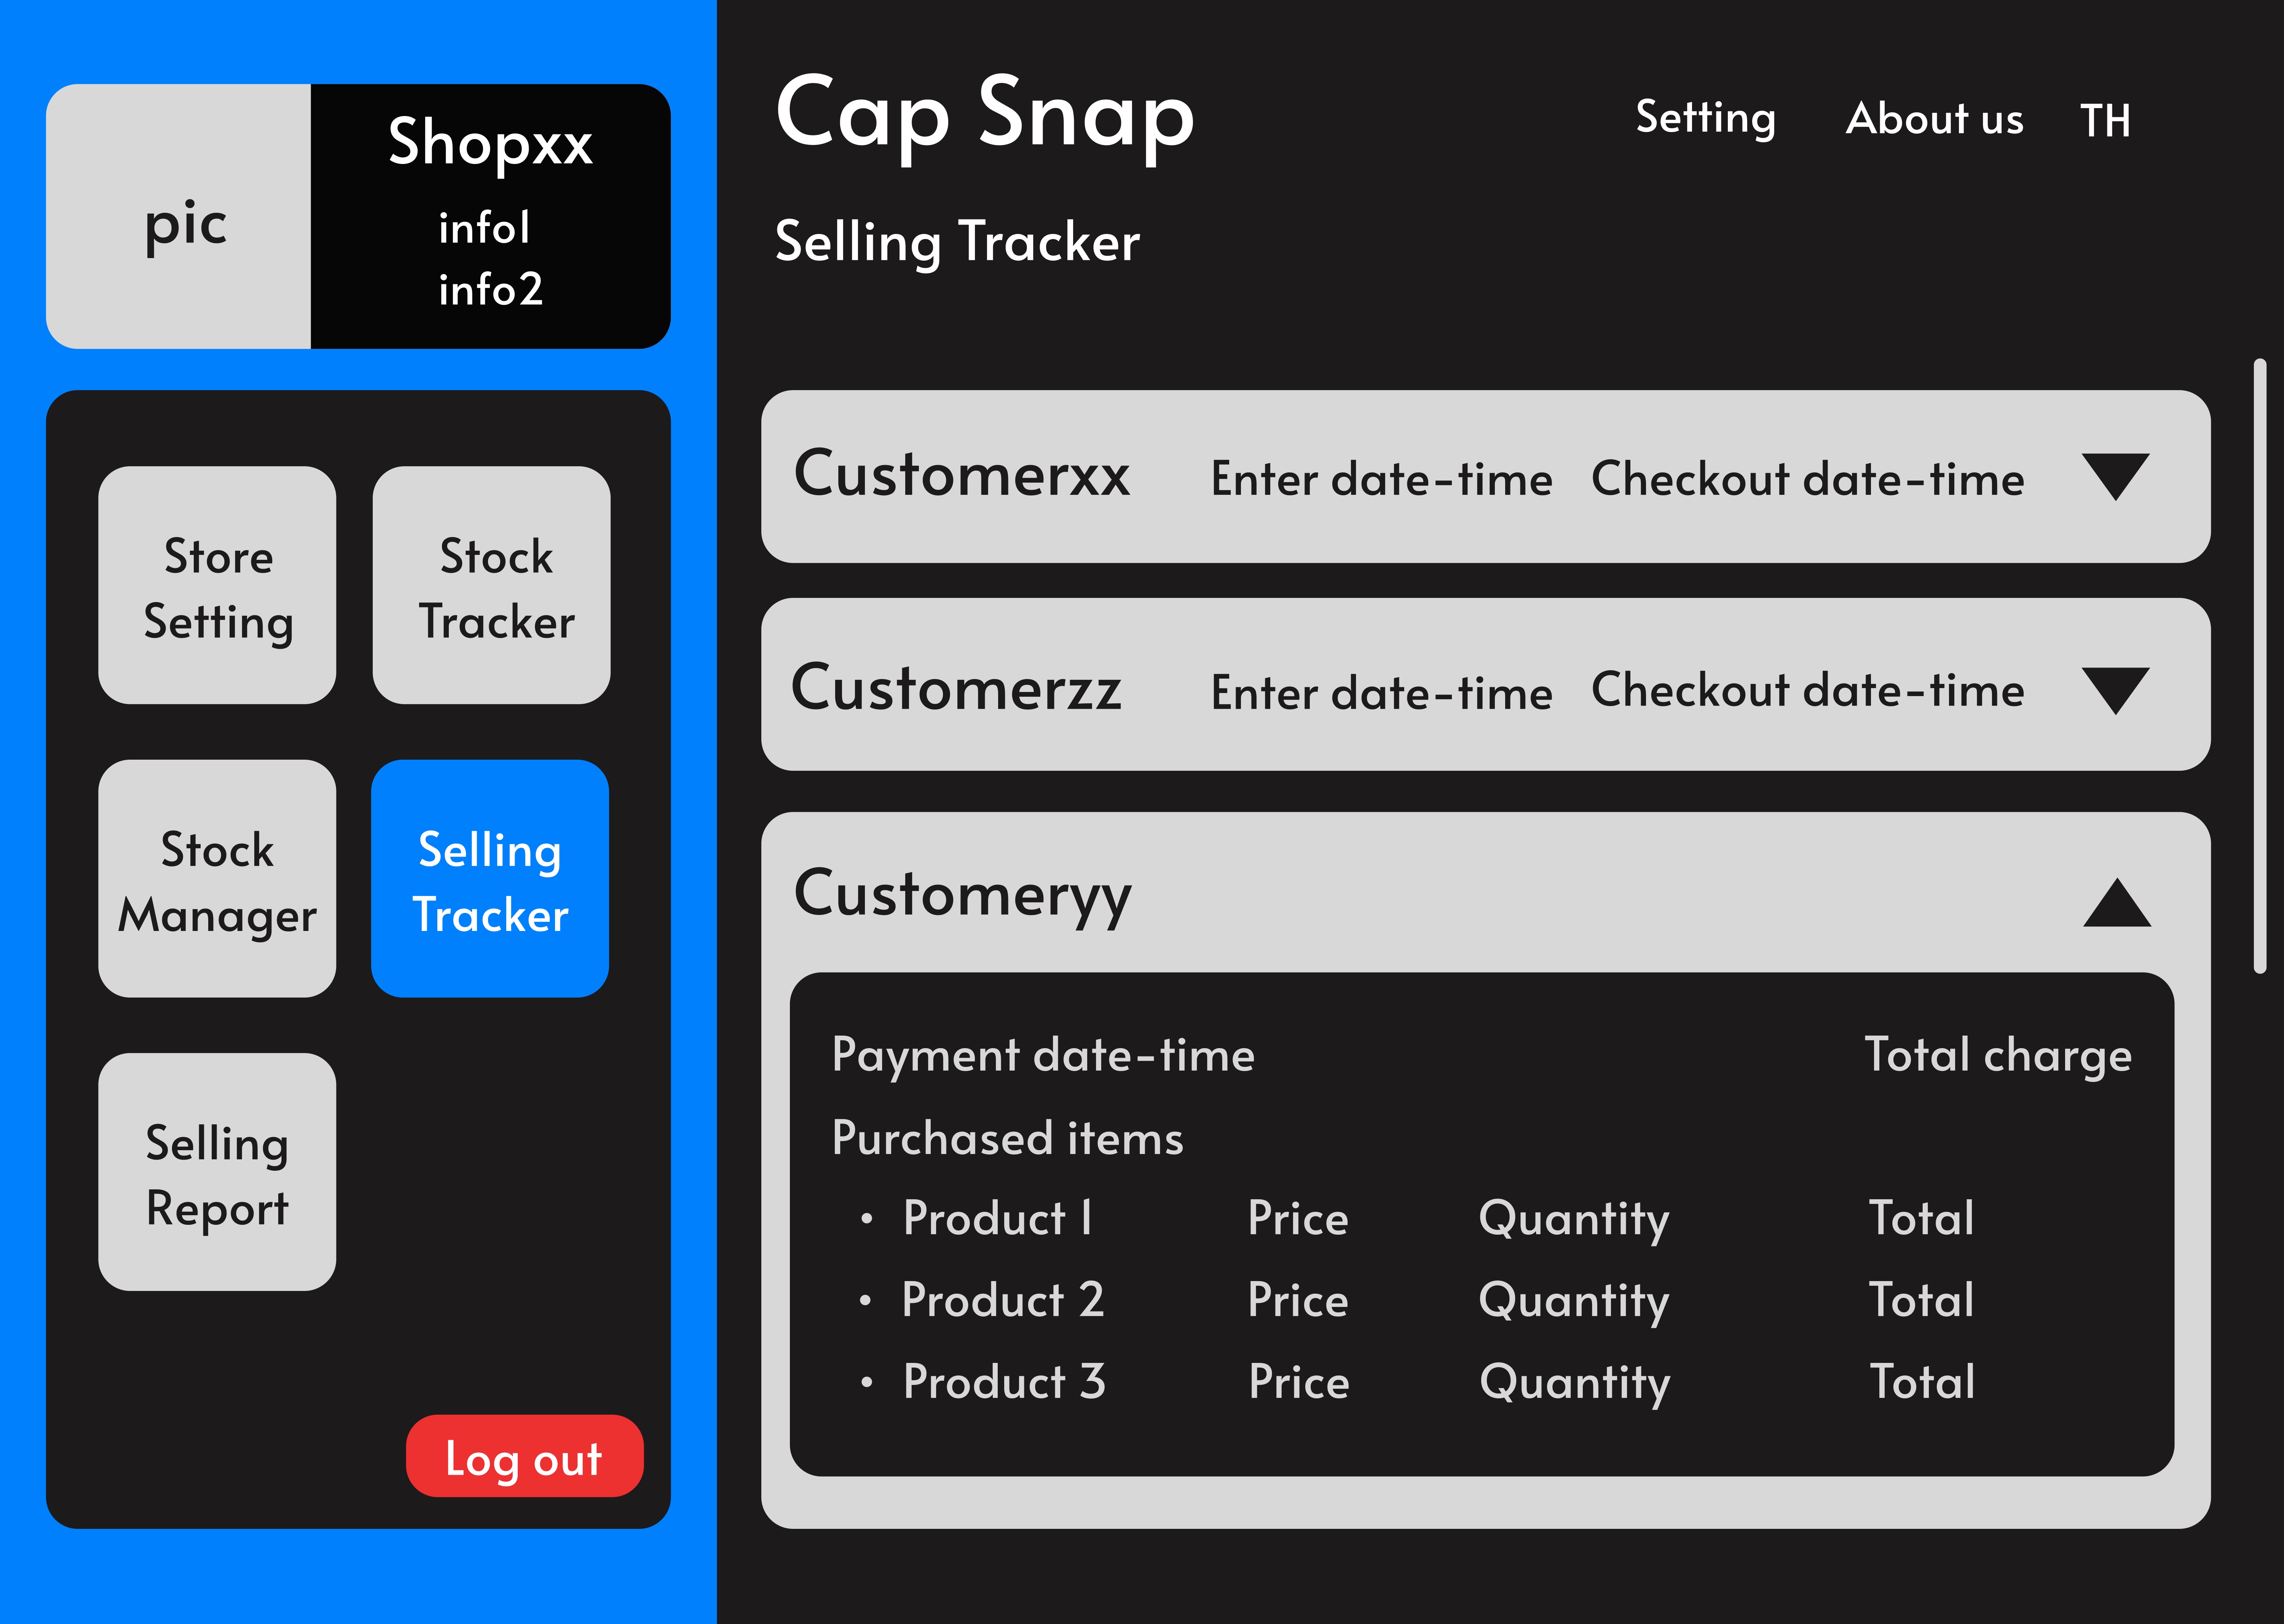 pic
Shopxx
info1
info2
Store
Setting
Stock
Tracker
Stock
Manager
Selling
Tracker
Selling
Report
Log out
Cap Snap
Setting About us TH
Selling Tracker
Customerxx Enter date-time Checkout date-time
Customerzz Enter date-time Checkout date-time
Customeryy
Payment date-time Total charge
Purchased items
• Product 1 Price Quantity Total
• Product 2 Price Quantity Total
• Product 3 Price Quantity Total